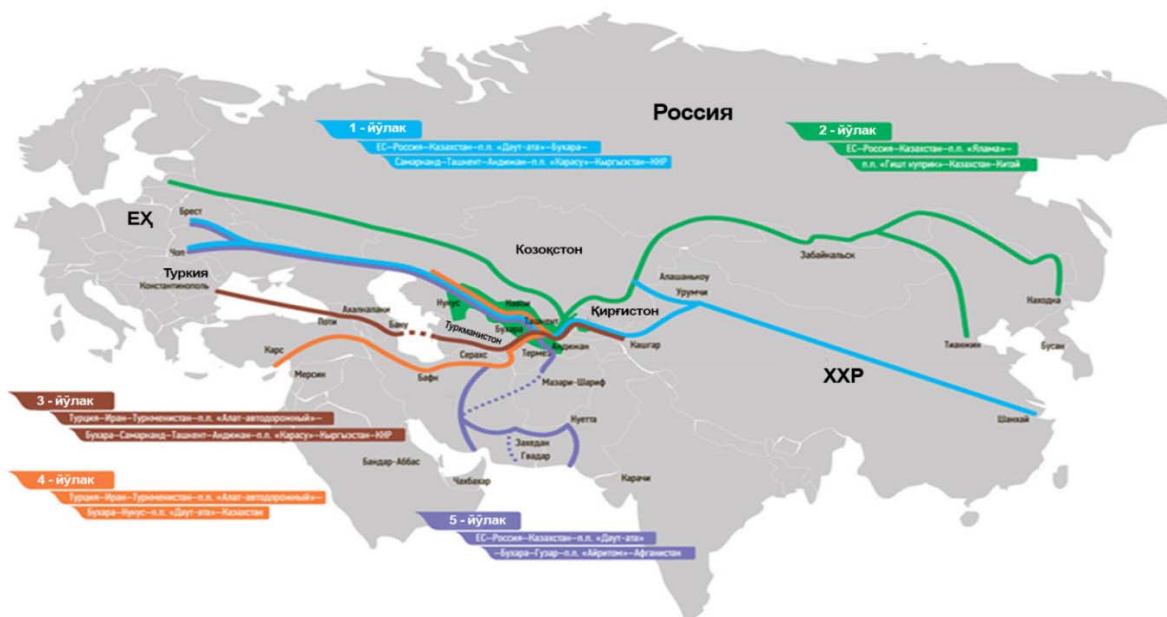 Россия
1 - йўлак
ЕС–Россия–Казахстан–п.п. «Даут-ата»–Бухара–
Самарканд–Ташкент–Андижан–п.п. «Карасу»–Кыргызстан–КНР
2 - йўлак
ЕС–Россия–Казахстан–п.п. «Яллама»–
п.п. «Гишт куприк»–Казахстан–Китай
ЕҲ
Брест
Чоп
Козоқстон
Забайкальск
Алашанькоу
Урумчи
Находка
Туркия
Константинополь
Нукус
Навои
Ташкент
Қирғистон
Ахалкалаки
Поти
Баку
Туркманистон
Бухара
Андижан
Кашгар
Тианжин
Бусан
Карс
Серахс
Термез
Мерсин
Бафк
Мазари-Шариф
ХХР
Шанхай
3 - йўлак
Турция–Иран–Туркменистан–п.п. «Алат-автодорожный»–
Бухара–Самарканд–Ташкент–Андижан–п.п. «Карасу»–Кыргызстан–КНР
Куетта
Захедан
Гвадар
Бандар-Аббас
Чахбахар
Карачи
4 - йўлак
Турция–Иран–Туркменистан–п.п. «Алат-автодорожный»–
Бухара–Нукус–п.п. «Даут-ата»–Казахстан
5 - йўлак
ЕС–Россия–Казахстан–п.п. «Даут-ата»
–Бухара–Гузар–п.п. «Айритом»–Афганистан